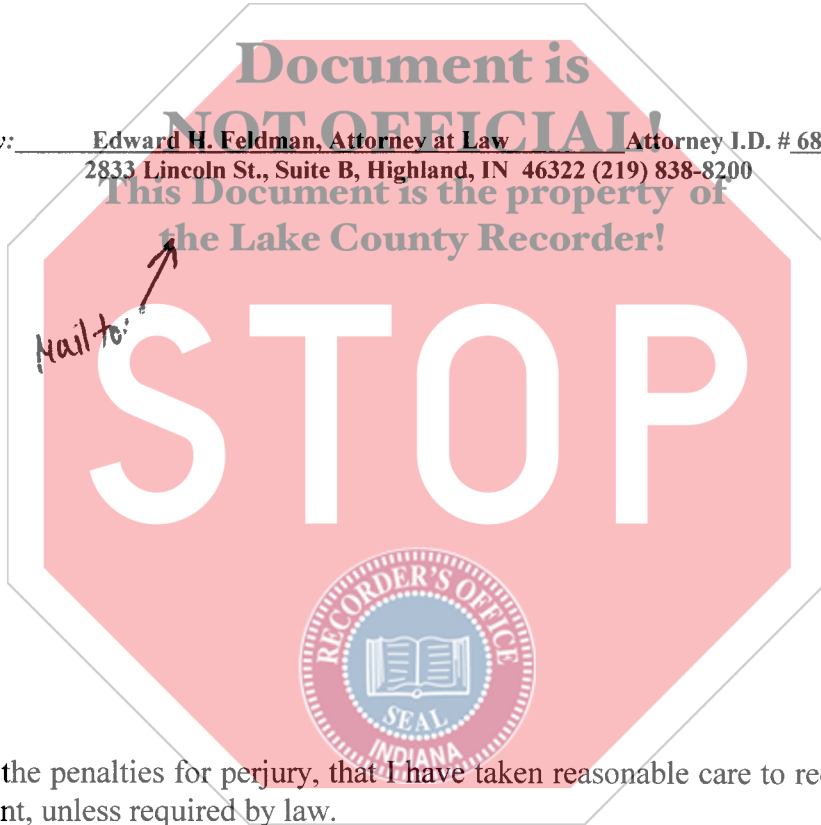 Document is
NOT OFFICIAL!
y: Edward H. Feldman, Attorney at Law Attorney I.D. # 68
2833 Lincoln St., Suite B, Highland, IN 46322 (219) 838-8200
This Document is the property of
the Lake County Recorder!
Mail to:
STOP
RECORDER'S OFFICE
SEAL
INDIANA
the penalties for perjury, that I have taken reasonable care to re
nt, unless required by law.